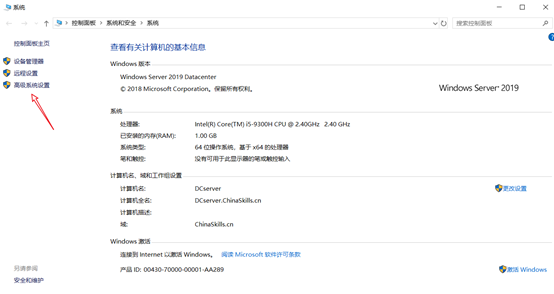 系统
控制面板 › 系统和安全 › 系统
搜索控制面板
控制面板主页
设备管理器
远程设置
高级系统设置
查看有关计算机的基本信息
Windows 版本
Windows Server 2019 Datacenter
© 2018 Microsoft Corporation。保留所有权利。
Windows Server 2019
系统
处理器: Intel(R) Core(TM) i5-9300H CPU @ 2.40GHz 2.40 GHz
已安装的内存(RAM): 1.00 GB
系统类型: 64 位操作系统，基于 x64 的处理器
笔和触控: 没有可用于此显示器的笔或触控输入
计算机名、域和工作组设置
计算机名: DCserver
更改设置
计算机全名: DCserver.ChinaSkills.cn
计算机描述:
域: ChinaSkills.cn
Windows 激活
连接到 Internet 以激活 Windows。 阅读 Microsoft 软件许可条款
产品 ID: 00430-70000-00001-AA289
激活 Windows
另请参阅
安全和维护